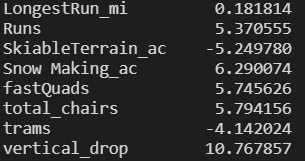 LongestRun_mi 0.181814
Runs 5.370555
SkiableTerrain_ac -5.249780
Snow Making_ac 6.290074
fastQuads 5.745626
total_chairs 5.794156
trams -4.142024
vertical_drop 10.767857